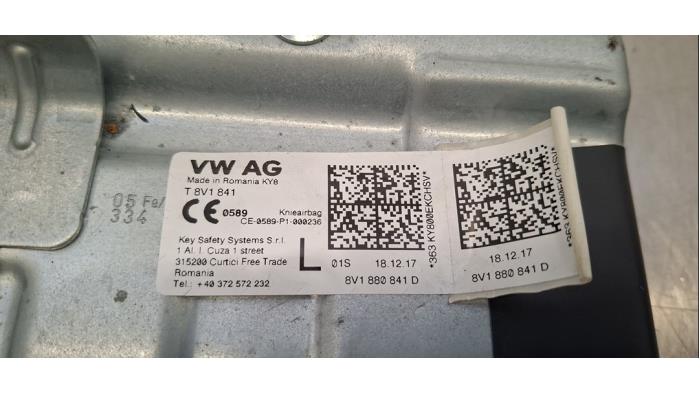 VW AG
Made in Romania KY8
T 8V1 841
CE 0589 Knieairbag
CE-0589-P1-000236
Key Safety Systems S.r.l.
1 Al. I. Cuza 1 street
315200 Curtici Free Trade
Romania
Tel.: +40 372 572 232
L
01S 18.12.17
8V1 880 841 D
*363 KY800EKCHSV*
18.12.17
8V1 880 841 D
*363 KY800EKCHSV*
05
334